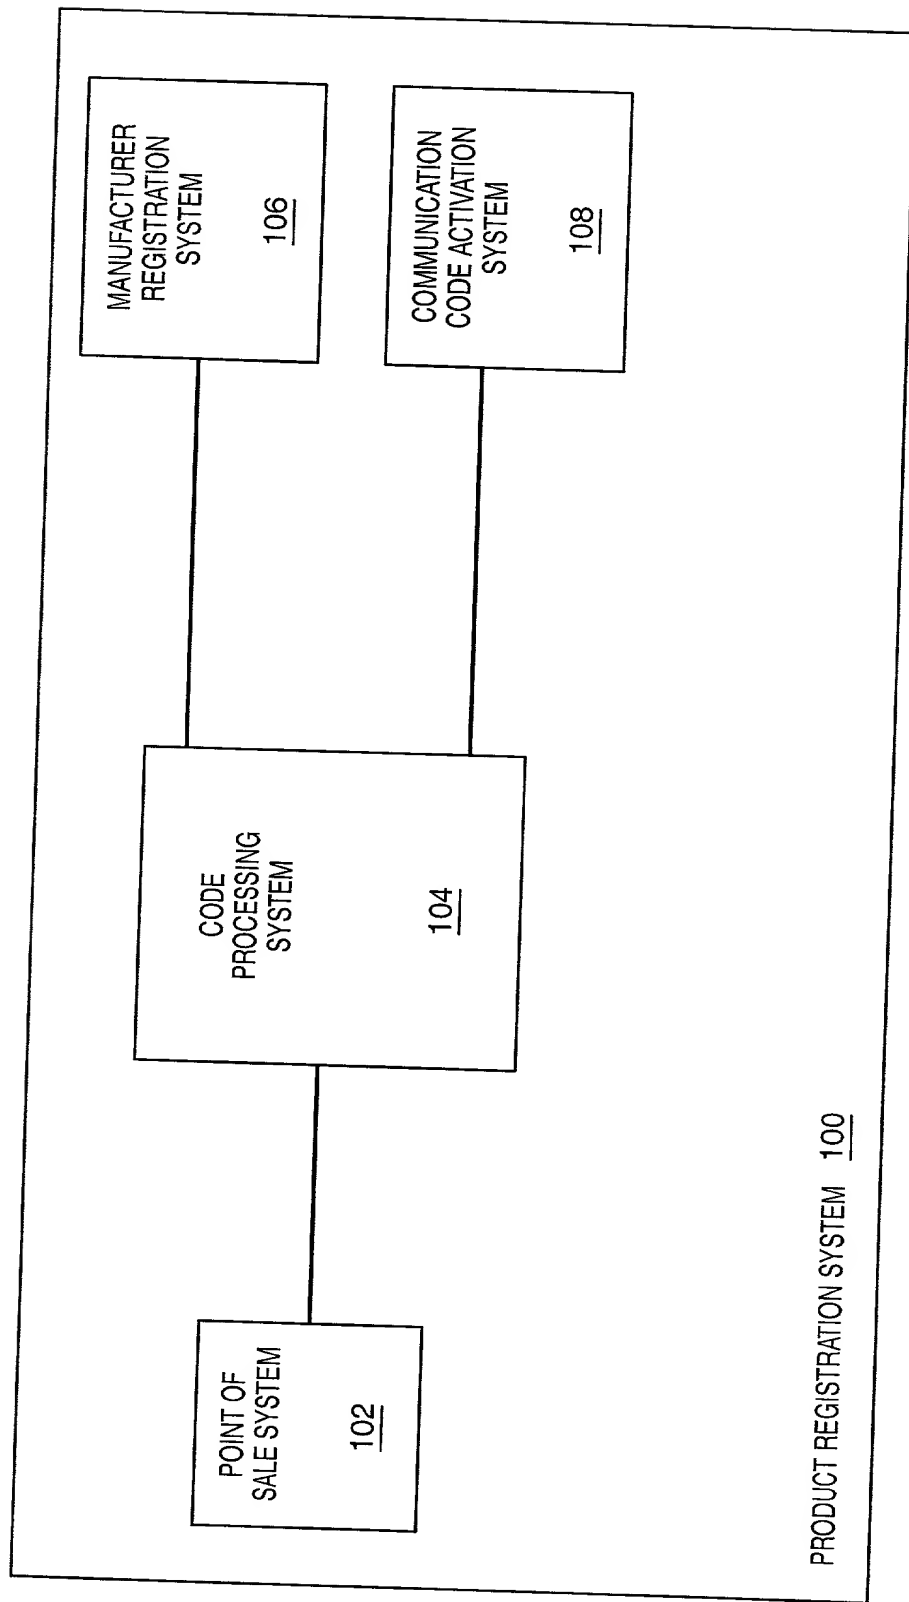 POINT OF
SALE SYSTEM
102
CODE
PROCESSING
SYSTEM
104
MANUFACTURER
REGISTRATION
SYSTEM
106
COMMUNICATION
CODE ACTIVATION
SYSTEM
108
PRODUCT REGISTRATION SYSTEM 100